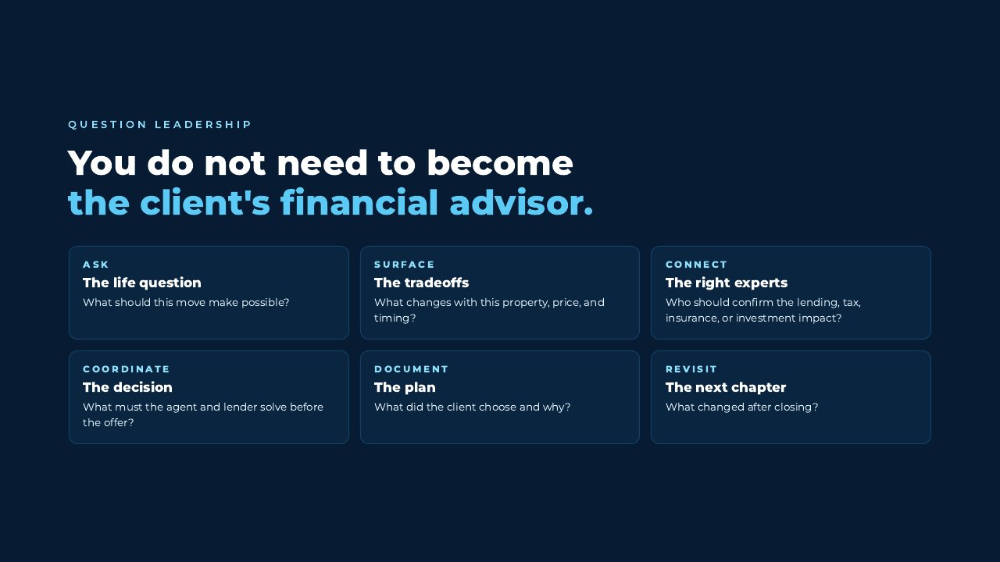 QUESTION LEADERSHIP
You do not need to become
the client's financial advisor.
ASK
The life question
What should this move make possible?
SURFACE
The tradeoffs
What changes with this property, price, and
timing?
CONNECT
The right experts
Who should confirm the lending, tax,
insurance, or investment impact?
COORDINATE
The decision
What must the agent and lender solve before
the offer?
DOCUMENT
The plan
What did the client choose and why?
REVISIT
The next chapter
What changed after closing?